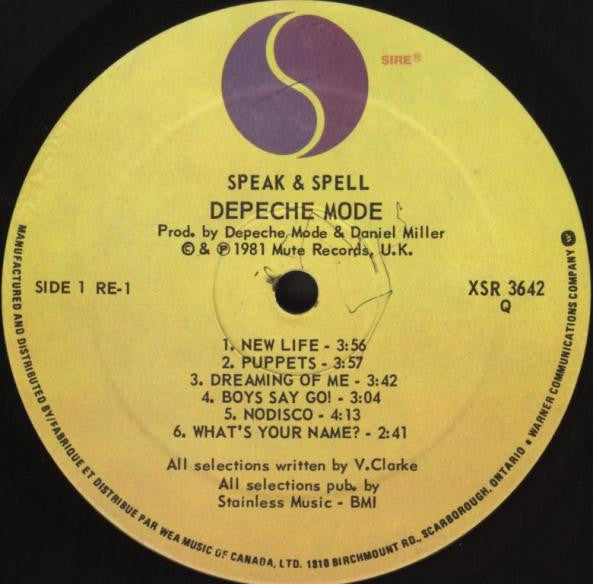 SIRE®
SPEAK & SPELL
DEPECHE MODE
Prod. by Depeche Mode & Daniel Miller
© & ℗ 1981 Mute Records, U.K.
SIDE 1 RE-1
XSR 3642
Q
1. NEW LIFE - 3:56
2. PUPPETS - 3:57
3. DREAMING OF ME - 3:42
4. BOYS SAY GO! - 3:04
5. NODISCO - 4:13
6. WHAT'S YOUR NAME? - 2:41
All selections written by V.Clarke
All selections pub. by
Stainless Music - BMI
MANUFACTURED AND DISTRIBUTED BY/FABRIQUE ET DISTRIBUE PAR WEA MUSIC OF CANADA, LTD. 1810 BIRCHMOUNT RD., SCARBOROUGH, ONTARIO • WARNER COMMUNICATIONS COMPANY